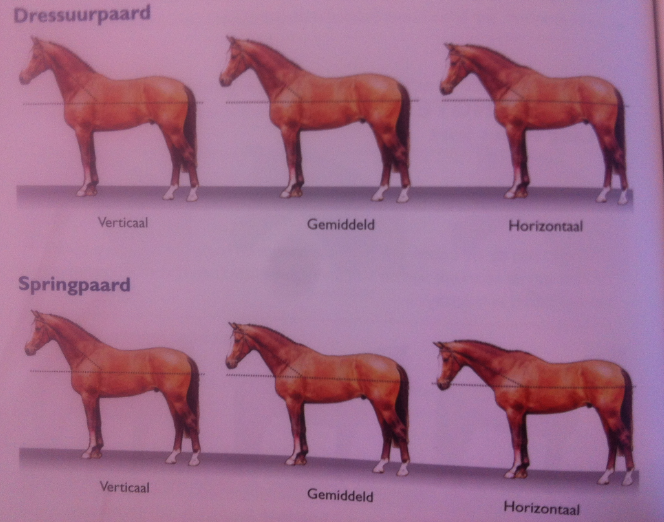 Dressuurpaard
Verticaal
Gemiddeld
Horizontaal
Springpaard
Verticaal
Gemiddeld
Horizontaal